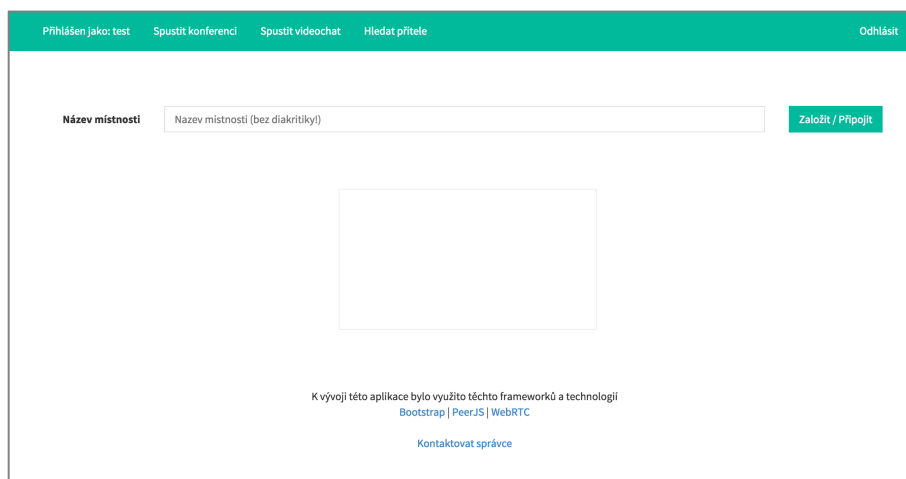 Přihlášen jako: test Spustit konferenci Spustit videochat Hledat přítele Odhlásit
Název místnosti Nazev mistnosti (bez diakritiky!) Založit / Připojit
K vývoji této aplikace bylo využito těchto frameworků a technologií
Bootstrap | PeerJS | WebRTC
Kontaktovat správce